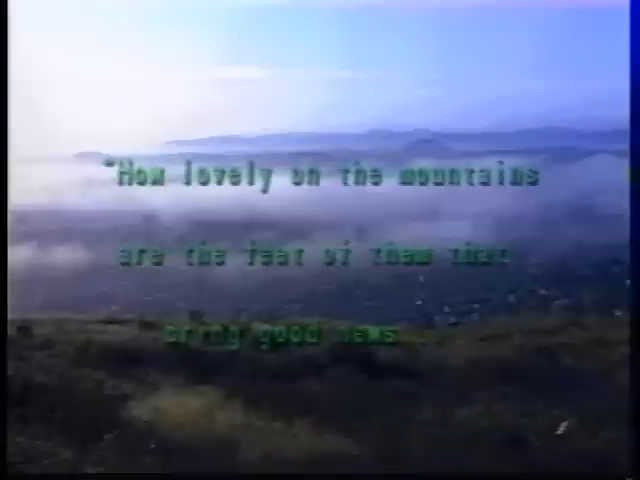 "How lovely on the mountains
are the feet of them that
bring good news